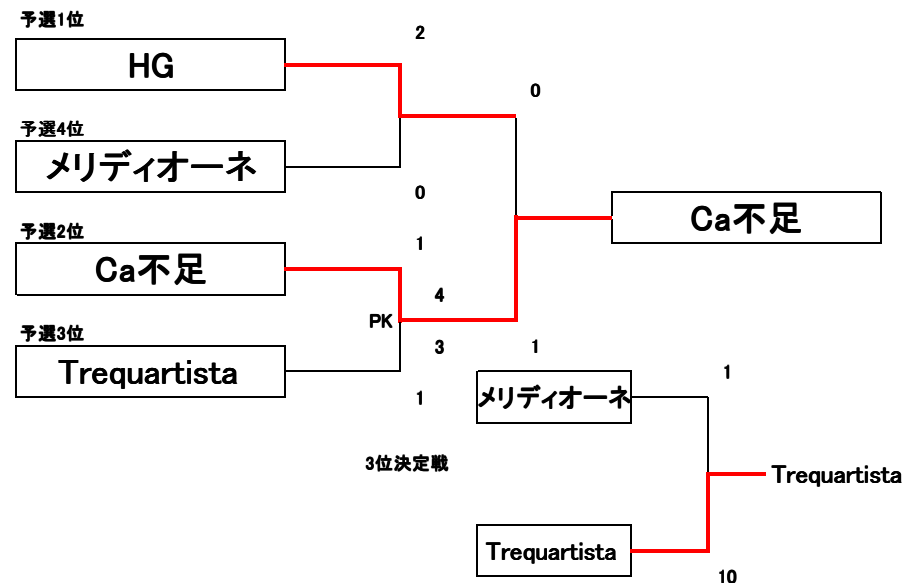 予選1位
2
HG
0
予選4位
メリディオーネ
0
Ca不足
予選2位
1
Ca不足
4
PK
予選3位
3
1
Trequartista
1
1
メリディオーネ
3位決定戦
Trequartista
Trequartista
10